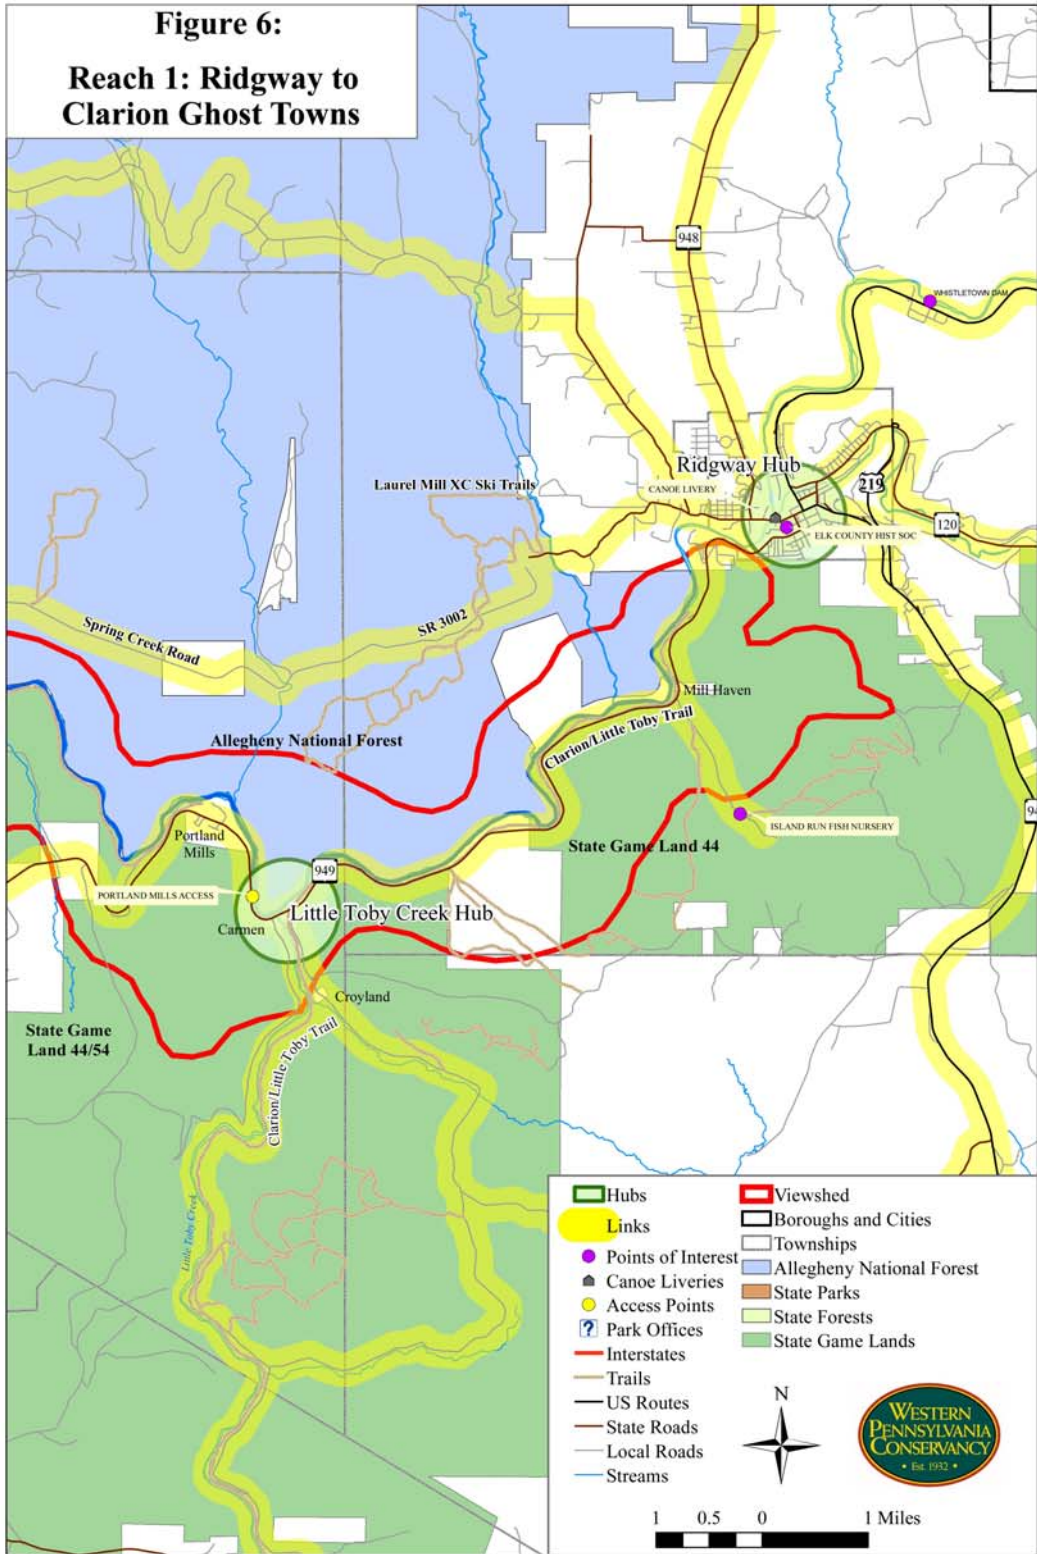 Figure 6:
Reach 1: Ridgway to
Clarion Ghost Towns
948
WHISTLETOWN DAM
Ridgway Hub
Laurel Mill XC Ski Trails
CANOE LIVERY
219
120
ELK COUNTY HIST SOC
Spring Creek Road
SR 3002
Mill Haven
Allegheny National Forest
Clarion/Little Toby Trail
ISLAND RUN FISH NURSERY
Portland
Mills
State Game Land 44
949
PORTLAND MILLS ACCESS
Little Toby Creek Hub
Carmen
Croyland
State Game
Land 44/54
Clarion/Little Toby Trail
Little Toby Creek
Hubs
Links
Points of Interest
Canoe Liveries
Access Points
? Park Offices
Interstates
Trails
US Routes
State Roads
Local Roads
Streams
Viewshed
Boroughs and Cities
Townships
Allegheny National Forest
State Parks
State Forests
State Game Lands
N
WESTERN
PENNSYLVANIA
CONSERVANCY
• Est. 1932 •
1 0.5 0 1 Miles